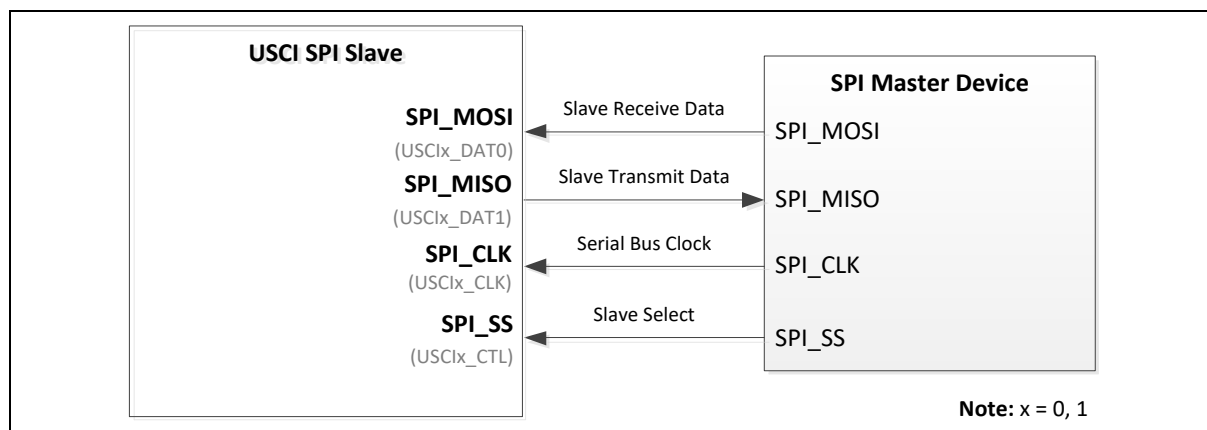 USCI SPI Slave
SPI Master Device
SPI_MOSI
(USCIx_DAT0)
Slave Receive Data
SPI_MOSI
SPI_MISO
(USCIx_DAT1)
Slave Transmit Data
SPI_MISO
SPI_CLK
(USCIx_CLK)
Serial Bus Clock
SPI_CLK
SPI_SS
(USCIx_CTL)
Slave Select
SPI_SS
Note: x = 0, 1